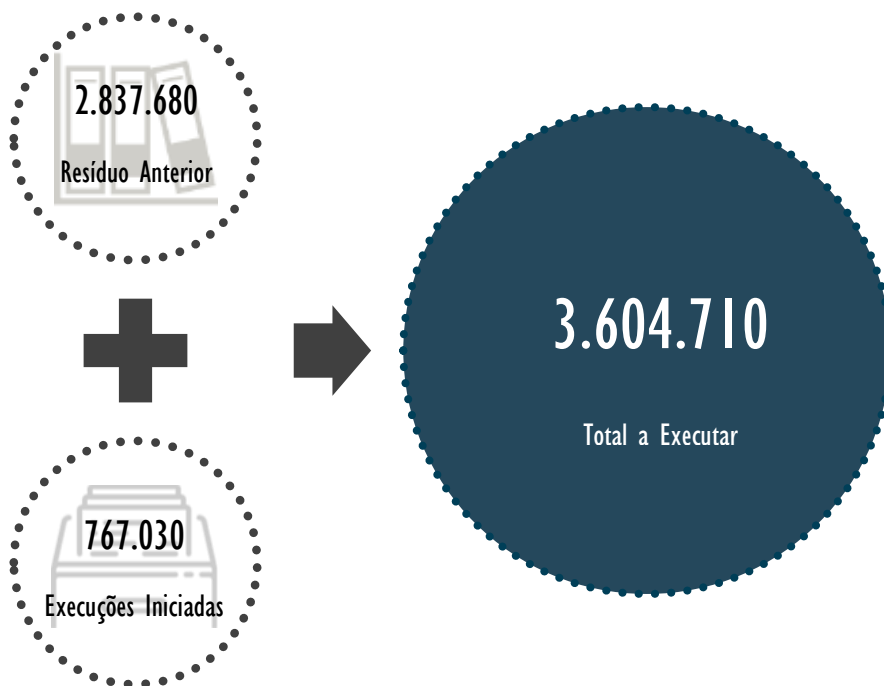 2.837.680
Resíduo Anterior
767.030
Execuções Iniciadas
3.604.710
Total a Executar